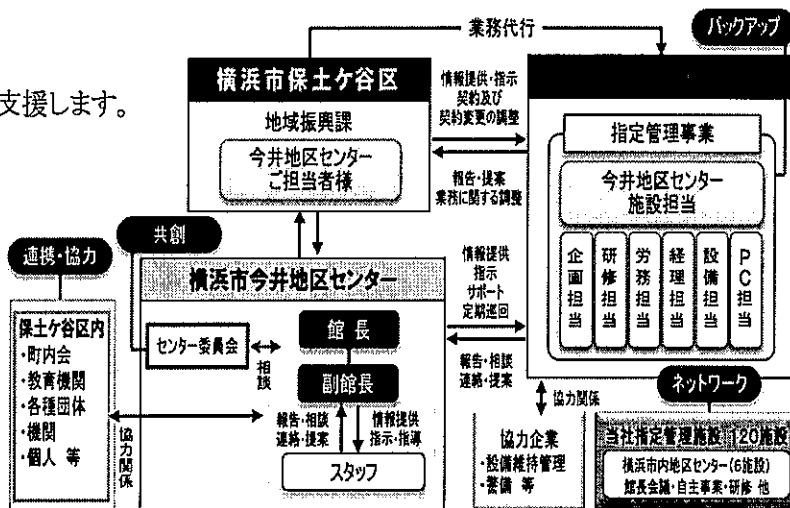 支援します。
業務代行
バックアップ
横浜市保土ケ谷区
地域振興課
今井地区センター
ご担当者様
情報提供・指示
契約及び
契約変更の調整
報告・提案
業務に関する調整
指定管理事業
今井地区センター
施設担当
企画担当
研修担当
労務担当
経理担当
設備担当
PC担当
共創
連携・協力
保土ケ谷区内
・町内会
・教育機関
・各種団体
・機関
・個人 等
協力関係
横浜市今井地区センター
センター委員会
相談
館長
副館長
報告・相談
連絡・提案
情報提供
指示・指導
スタッフ
情報提供
指示
サポート
定期巡回
報告・相談
連絡・提案
協力関係
協力企業
・設備維持管理
・警備 等
ネットワーク
当社指定管理施設 120施設
横浜市内地区センター(6施設)
館長会議・自主事業・研修 他